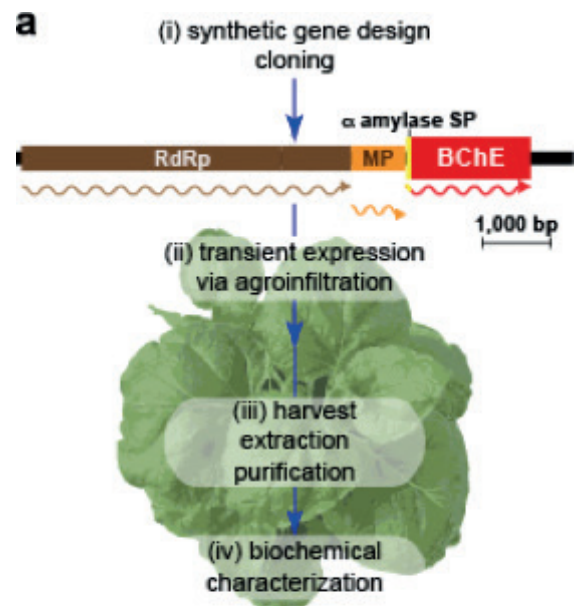 a
(i) synthetic gene design
cloning
α amylase SP
RdRp
MP
BChE
1,000 bp
(ii) transient expression
via agroinfiltration
(iii) harvest
extraction
purification
(iv) biochemical
characterization